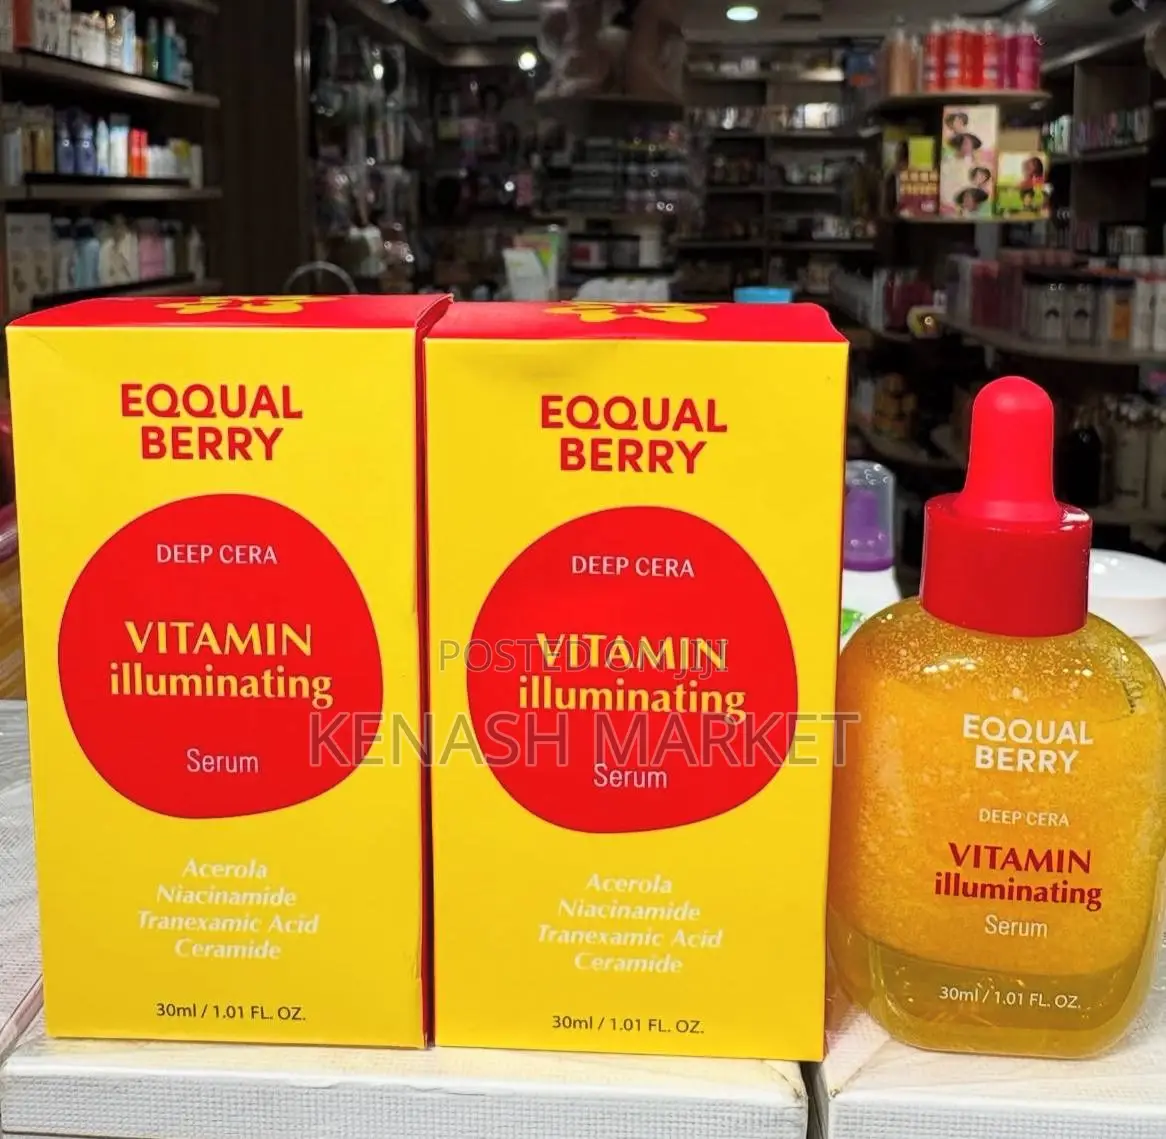 EQQUAL
BERRY
DEEP CERA
VITAMIN
illuminating
Serum
Acerola
Niacinamide
Tranexamic Acid
Ceramide
30ml / 1.01 FL. OZ.
EQQUAL
BERRY
DEEP CERA
VITAMIN
illuminating
Serum
Acerola
Niacinamide
Tranexamic Acid
Ceramide
30ml / 1.01 FL. OZ.
EQQUAL
BERRY
DEEP CERA
VITAMIN
illuminating
Serum
30ml / 1.01 FL. OZ.
POSTED ON JIJI
KENASH MARKET